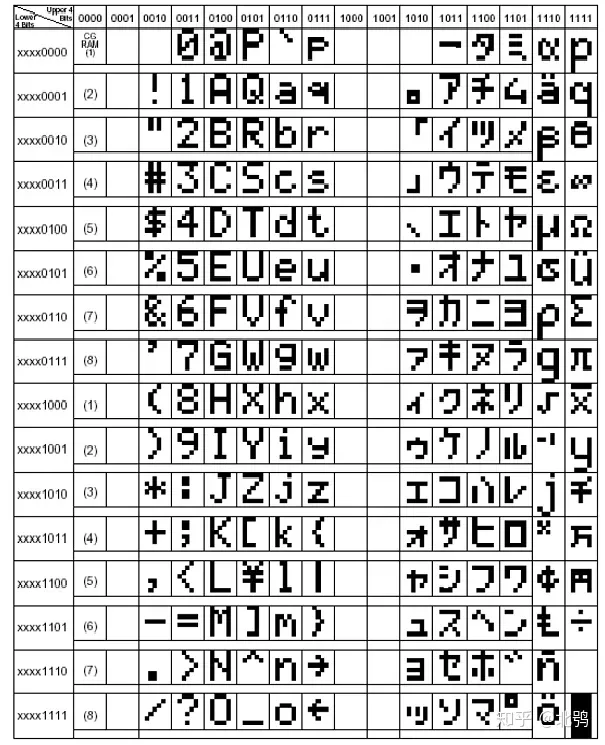 Upper 4 Bits Lower 4 Bits 0000 0001 0010 0011 0100 0101 0110 0111 1000 1001 1010 1011 1100 1101 1110 1111
xxxx0000 CG RAM (1) 0 @ P ` p ー タ ミ α p
xxxx0001 (2) ! 1 A Q a q 。 ア チ ム ä q
xxxx0010 (3) " 2 B R b r 「 イ ツ メ β θ
xxxx0011 (4) # 3 C S c s 」 ウ テ モ ε ∞
xxxx0100 (5) $ 4 D T d t 、 エ ト ヤ μ Ω
xxxx0101 (6) % 5 E U e u ・ オ ナ ユ σ ü
xxxx0110 (7) & 6 F V f v ヲ カ ニ ヨ ρ Σ
xxxx0111 (8) ' 7 G W g w ァ キ ヌ ラ g π
xxxx1000 (1) ( 8 H X h x ィ ク ネ リ √ x̄
xxxx1001 (2) ) 9 I Y i y ゥ ケ ノ ル ⁻¹ y
xxxx1010 (3) * : J Z j z ェ コ ハ レ j 千
xxxx1011 (4) + ; K [ k { ォ サ ヒ ロ ˣ 万
xxxx1100 (5) , < L ¥ l | ャ シ フ ワ ¢ 円
xxxx1101 (6) - = M ] m } ュ ス ヘ ン Ł ÷
xxxx1110 (7) . > N ^ n → ョ セ ホ ゛ ñ
xxxx1111 (8) / ? O _ o ← ッ ソ マ ゜ ö █
知乎 @北鸮